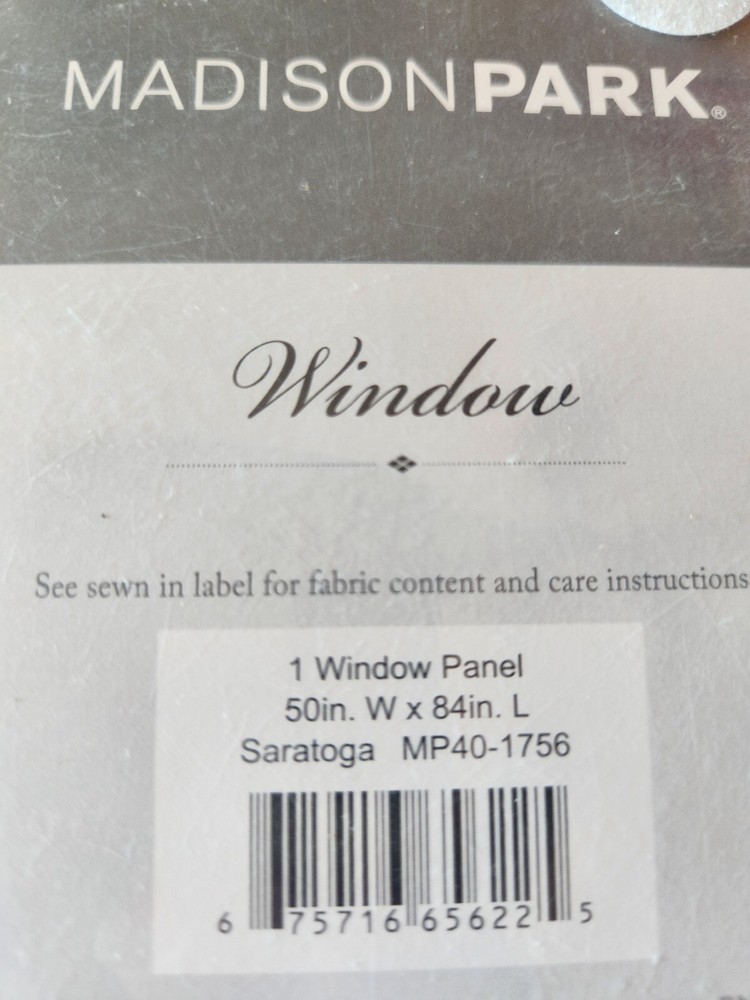 MADISONPARK®
Window
See sewn in label for fabric content and care instructions
1 Window Panel
50in. W x 84in. L
Saratoga MP40-1756
6 75716 65622 5